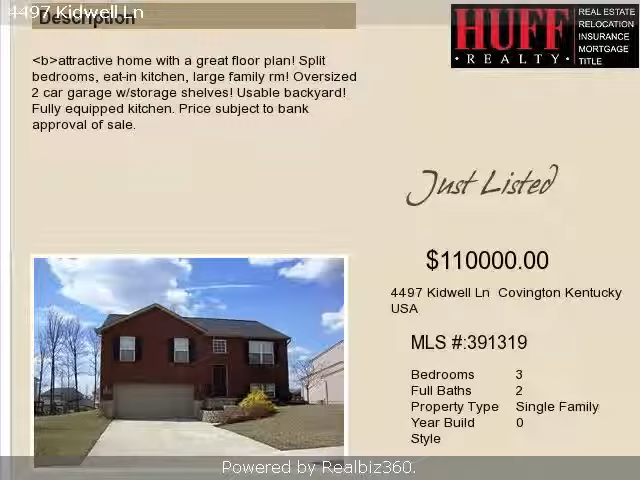 4497 Kidwell Ln
Description
<b>attractive home with a great floor plan! Split
bedrooms, eat-in kitchen, large family rm! Oversized
2 car garage w/storage shelves! Usable backyard!
Fully equipped kitchen. Price subject to bank
approval of sale.
HUFF
• REALTY •
REAL ESTATE
RELOCATION
INSURANCE
MORTGAGE
TITLE
Just Listed
$110000.00
4497 Kidwell Ln  Covington Kentucky
USA
MLS #:391319
Bedrooms 3
Full Baths 2
Property Type Single Family
Year Build 0
Style
Powered by Realbiz360.